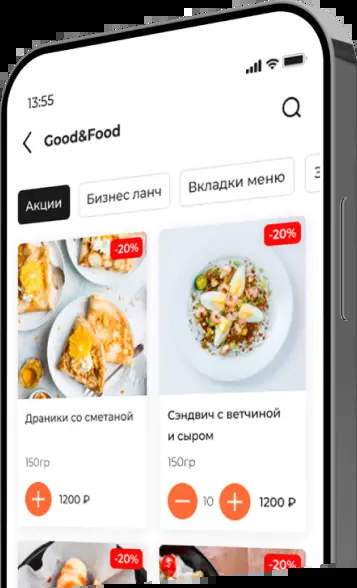 13:55
Good&Food
Акции
Бизнес ланч
Вкладки меню
-20%
-20%
Драники со сметаной
Сэндвич с ветчиной
и сыром
150гр
150гр
1200 ₽
10
1200 ₽
-20%
-20%